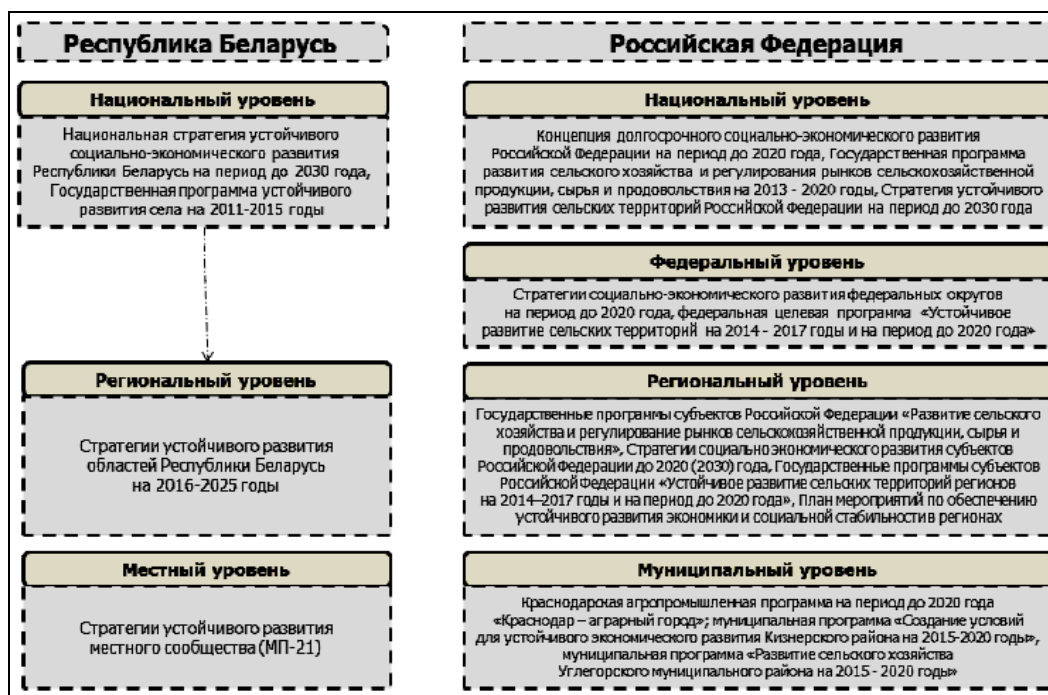 Республика Беларусь
Национальный уровень
Национальная стратегия устойчивого
социально-экономического развития
Республики Беларусь на период до 2030 года,
Государственная программа устойчивого
развития села на 2011-2015 годы
Региональный уровень
Стратегии устойчивого развития
областей Республики Беларусь
на 2016-2025 годы
Местный уровень
Стратегии устойчивого развития
местного сообщества (МП-21)
Российская Федерация
Национальный уровень
Концепция долгосрочного социально-экономического развития
Российской Федерации на период до 2020 года, Государственная программа
развития сельского хозяйства и регулирования рынков сельскохозяйственной
продукции, сырья и продовольствия на 2013 - 2020 годы, Стратегия устойчивого
развития сельских территорий Российской Федерации на период до 2030 года
Федеральный уровень
Стратегии социально-экономического развития федеральных округов
на период до 2020 года, федеральная целевая программа «Устойчивое
развитие сельских территорий на 2014 - 2017 годы и на период до 2020 года»
Региональный уровень
Государственные программы субъектов Российской Федерации «Развитие сельского
хозяйства и регулирование рынков сельскохозяйственной продукции, сырья и
продовольствия», Стратегии социально экономического развития субъектов
Российской Федерации до 2020 (2030) года, Государственные программы субъектов
Российской Федерации «Устойчивое развитие сельских территорий регионов
на 2014–2017 годы и на период до 2020 года», План мероприятий по обеспечению
устойчивого развития экономики и социальной стабильности в регионах
Муниципальный уровень
Краснодарская агропромышленная программа на период до 2020 года
«Краснодар – аграрный город»; муниципальная программа «Создание условий
для устойчивого экономического развития Кизнерского района на 2015-2020 годы»,
муниципальная программа «Развитие сельского хозяйства
Углегорского муниципального района на 2015 - 2020 годы»